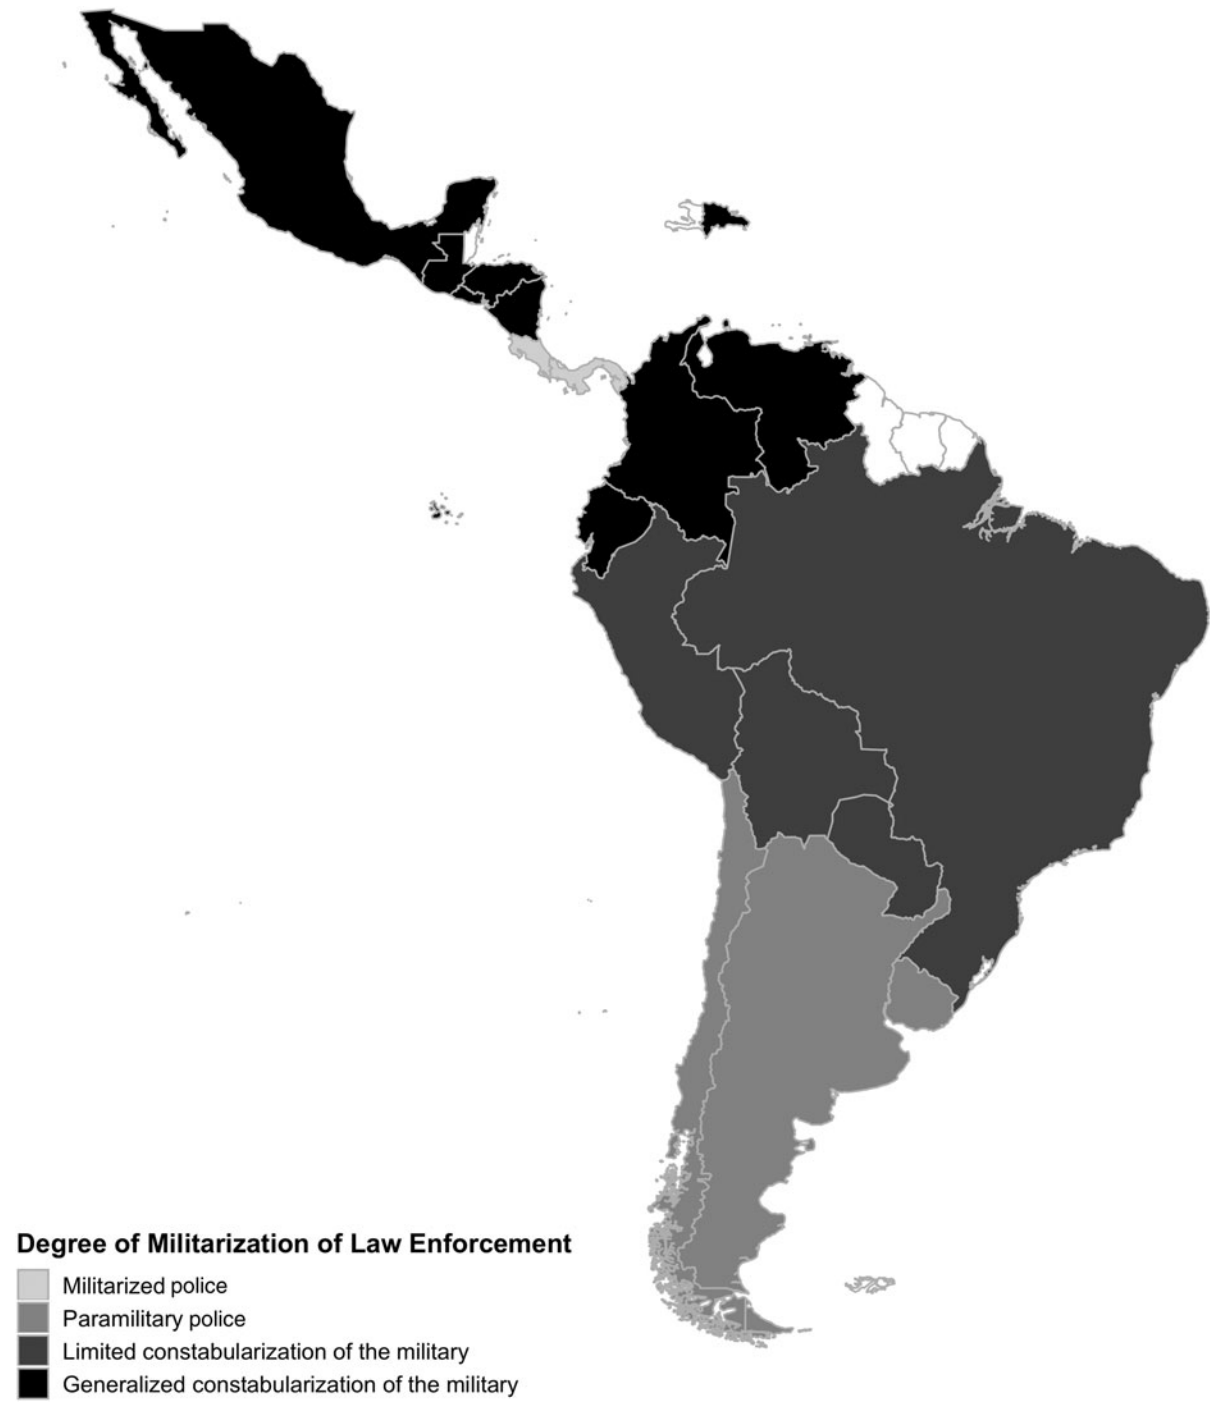 Degree of Militarization of Law Enforcement
Militarized police
Paramilitary police
Limited constabularization of the military
Generalized constabularization of the military